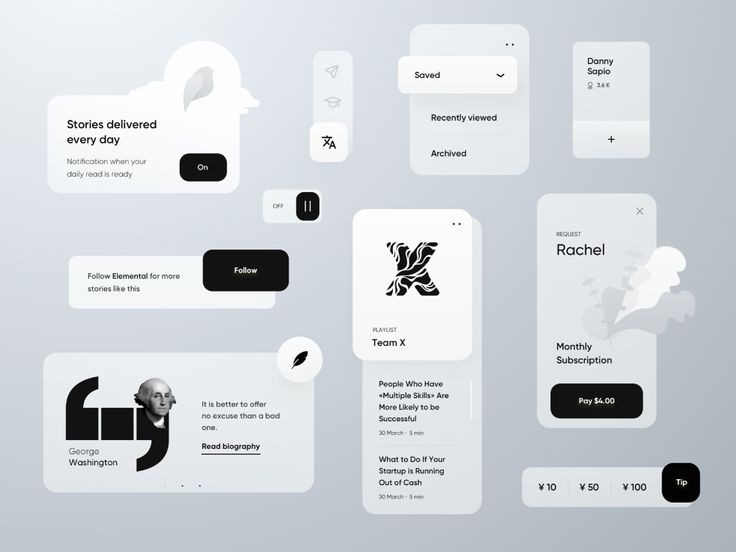 Stories delivered
every day
Notification when your
daily read is ready
On
Saved
Recently viewed
Archived
Danny
Sapio
3.6 K
+
OFF
Follow Elemental for more
stories like this
Follow
X
PLAYLIST
Team X
People Who Have
«Multiple Skills» Are
More Likely to be
Successful
30 March · 5 min
What to Do If Your
Startup is Running
Out of Cash
30 March · 5 min
REQUEST
Rachel
Monthly
Subscription
Pay $4.00
It is better to offer
no excuse than a bad
one.
Read biography
George
Washington
¥ 10
¥ 50
¥ 100
Tip